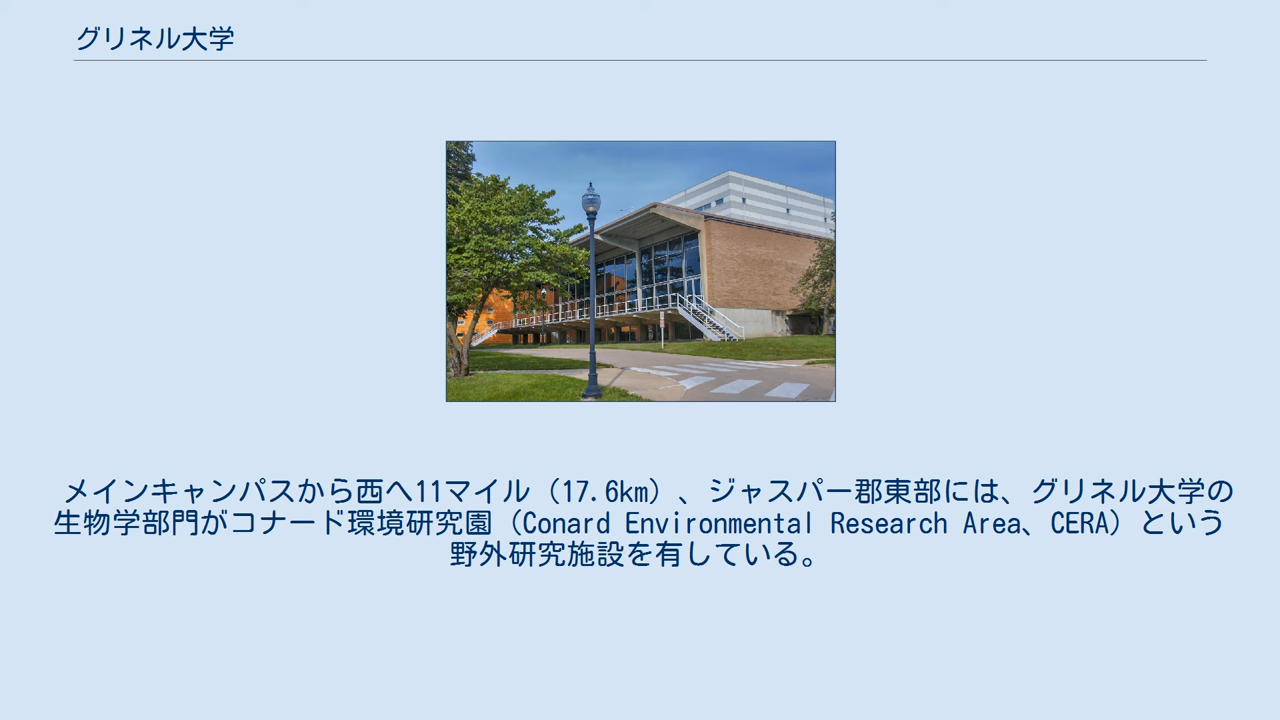 グリネル大学
メインキャンパスから西へ11マイル（17.6km）、ジャスパー郡東部には、グリネル大学の
生物学部門がコナード環境研究園（Conard Environmental Research Area、CERA）という
野外研究施設を有している。